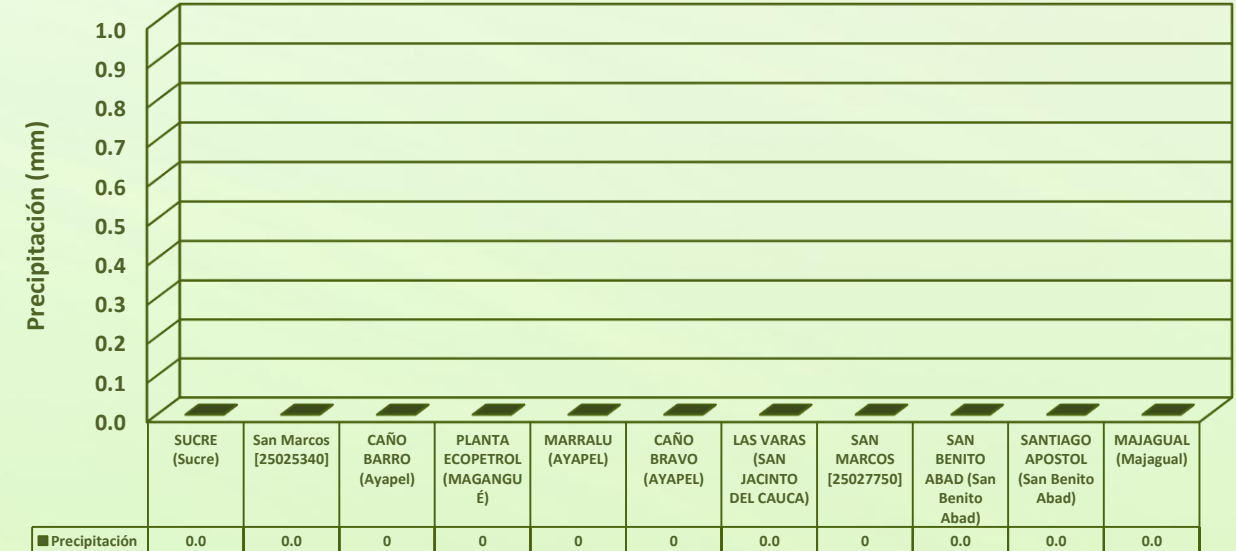 Precipitación (mm)
1.0
0.9
0.8
0.7
0.6
0.5
0.4
0.3
0.2
0.1
0.0
SUCRE
(Sucre)
San Marcos
[25025340]
CAÑO
BARRO
(Ayapel)
PLANTA
ECOPETROL
(MAGANGU
É)
MARRALU
(AYAPEL)
CAÑO
BRAVO
(AYAPEL)
LAS VARAS
(SAN
JACINTO
DEL CAUCA)
SAN
MARCOS
[25027750]
SAN
BENITO
ABAD (San
Benito
Abad)
SANTIAGO
APOSTOL
(San Benito
Abad)
MAJAGUAL
(Majagual)
Precipitación 0.0 0.0 0 0 0 0 0.0 0 0.0 0.0 0.0